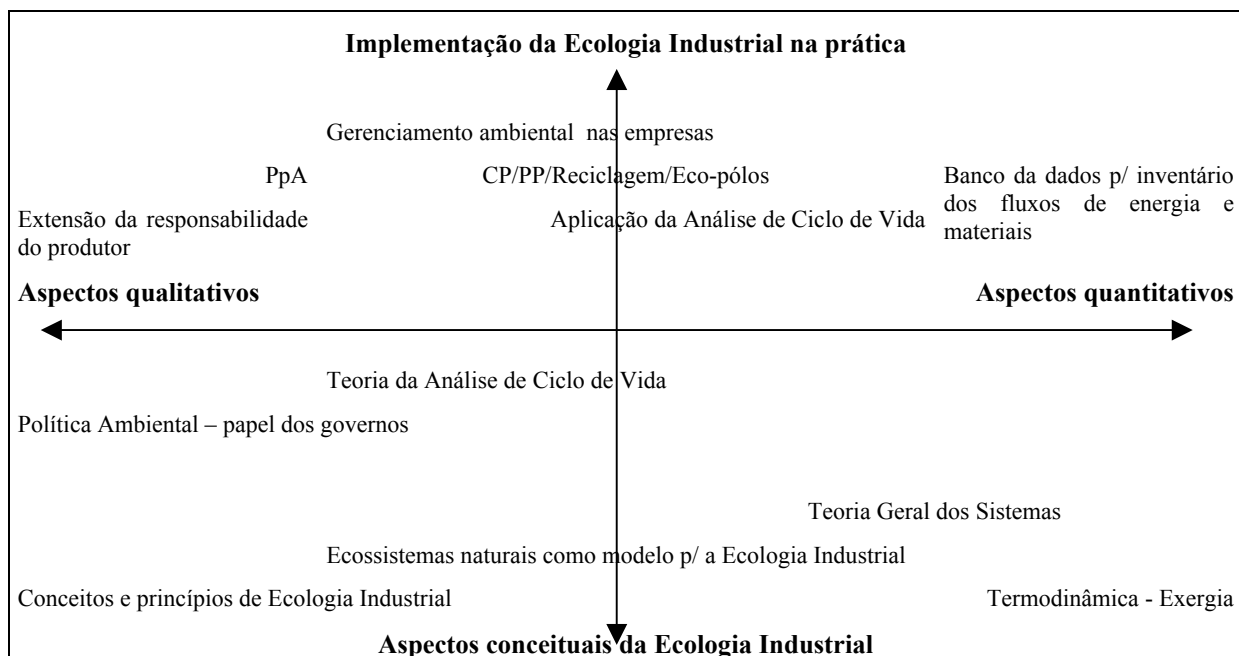 Implementação da Ecologia Industrial na prática
Gerenciamento ambiental nas empresas
PpA
CP/PP/Reciclagem/Eco-pólos
Banco da dados p/ inventário
dos fluxos de energia e
materiais
Extensão da responsabilidade
do produtor
Aplicação da Análise de Ciclo de Vida
Aspectos qualitativos
Aspectos quantitativos
Teoria da Análise de Ciclo de Vida
Política Ambiental – papel dos governos
Teoria Geral dos Sistemas
Ecossistemas naturais como modelo p/ a Ecologia Industrial
Conceitos e princípios de Ecologia Industrial
Termodinâmica - Exergia
Aspectos conceituais da Ecologia Industrial